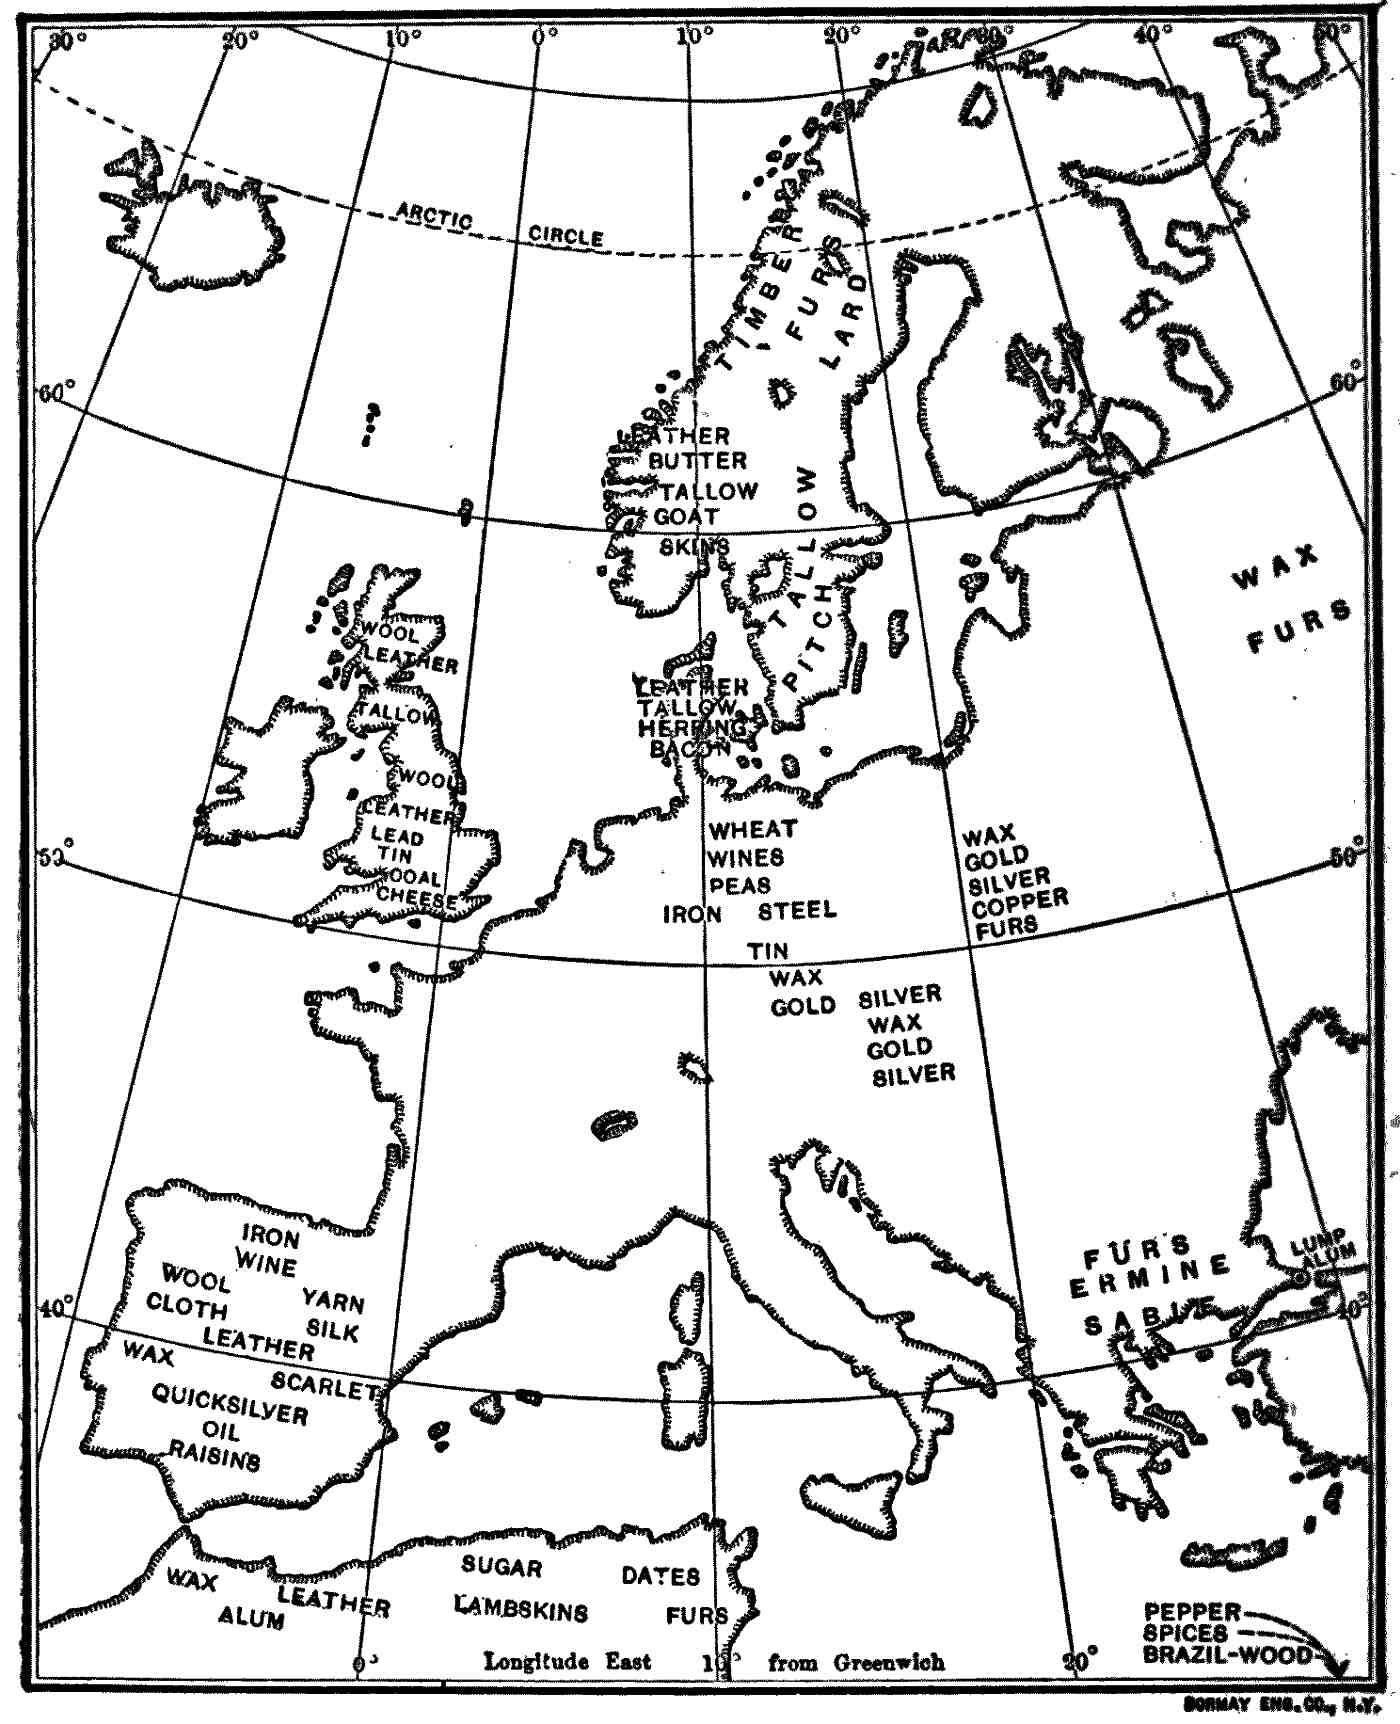 30° 20° 10° 0° 10° 20° 30° 40° 50°
ARCTIC CIRCLE
TIMBER
FURS
LARD
60° 60°
LEATHER
BUTTER
TALLOW
GOAT
SKINS
TALLOW
PITCH
WAX
FURS
WOOL
LEATHER
TALLOW
LEATHER
TALLOW
HERRING
BACON
WOOL
LEATHER
LEAD
TIN
COAL
CHEESE
50° 50°
WHEAT
WINES
PEAS
IRON STEEL
TIN
WAX
GOLD SILVER
WAX
GOLD
SILVER
WAX
GOLD
SILVER
COPPER
FURS
IRON
WINE
WOOL
CLOTH
YARN
SILK
LEATHER
WAX
SCARLET
QUICKSILVER
OIL
RAISINS
40° 40°
FURS
ERMINE
SABLE
LUMP
ALUM
WAX
LEATHER
ALUM
SUGAR
LAMBSKINS
DATES
FURS
PEPPER
SPICES
BRAZIL-WOOD
0° Longitude East 10° from Greenwich 20°
BORMAY ENG.CO., N.Y.